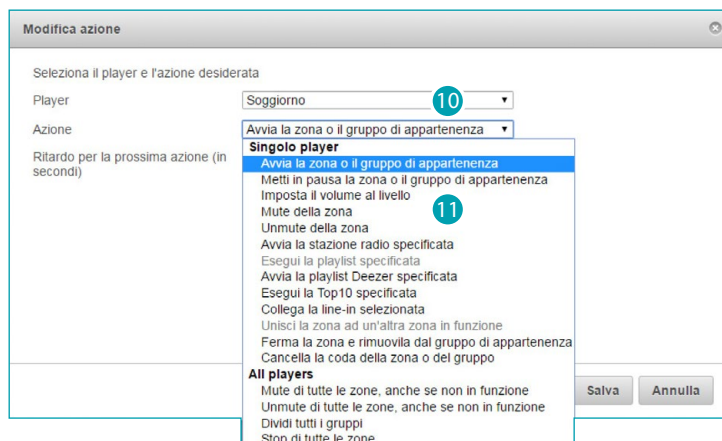 Modifica azione
Seleziona il player e l'azione desiderata
Player
Soggiorno
10
Azione
Avvia la zona o il gruppo di appartenenza
Ritardo per la prossima azione (in
secondi)
Singolo player
Avvia la zona o il gruppo di appartenenza
Metti in pausa la zona o il gruppo di appartenenza
Imposta il volume al livello
Mute della zona
11
Unmute della zona
Avvia la stazione radio specificata
Esegui la playlist specificata
Avvia la playlist Deezer specificata
Esegui la Top10 specificata
Collega la line-in selezionata
Unisci la zona ad un'altra zona in funzione
Ferma la zona e rimuovila dal gruppo di appartenenza
Cancella la coda della zona o del gruppo
All players
Mute di tutte le zone, anche se non in funzione
Unmute di tutte le zone, anche se non in funzione
Dividi tutti i gruppi
Stop di tutte le zone
Salva
Annulla